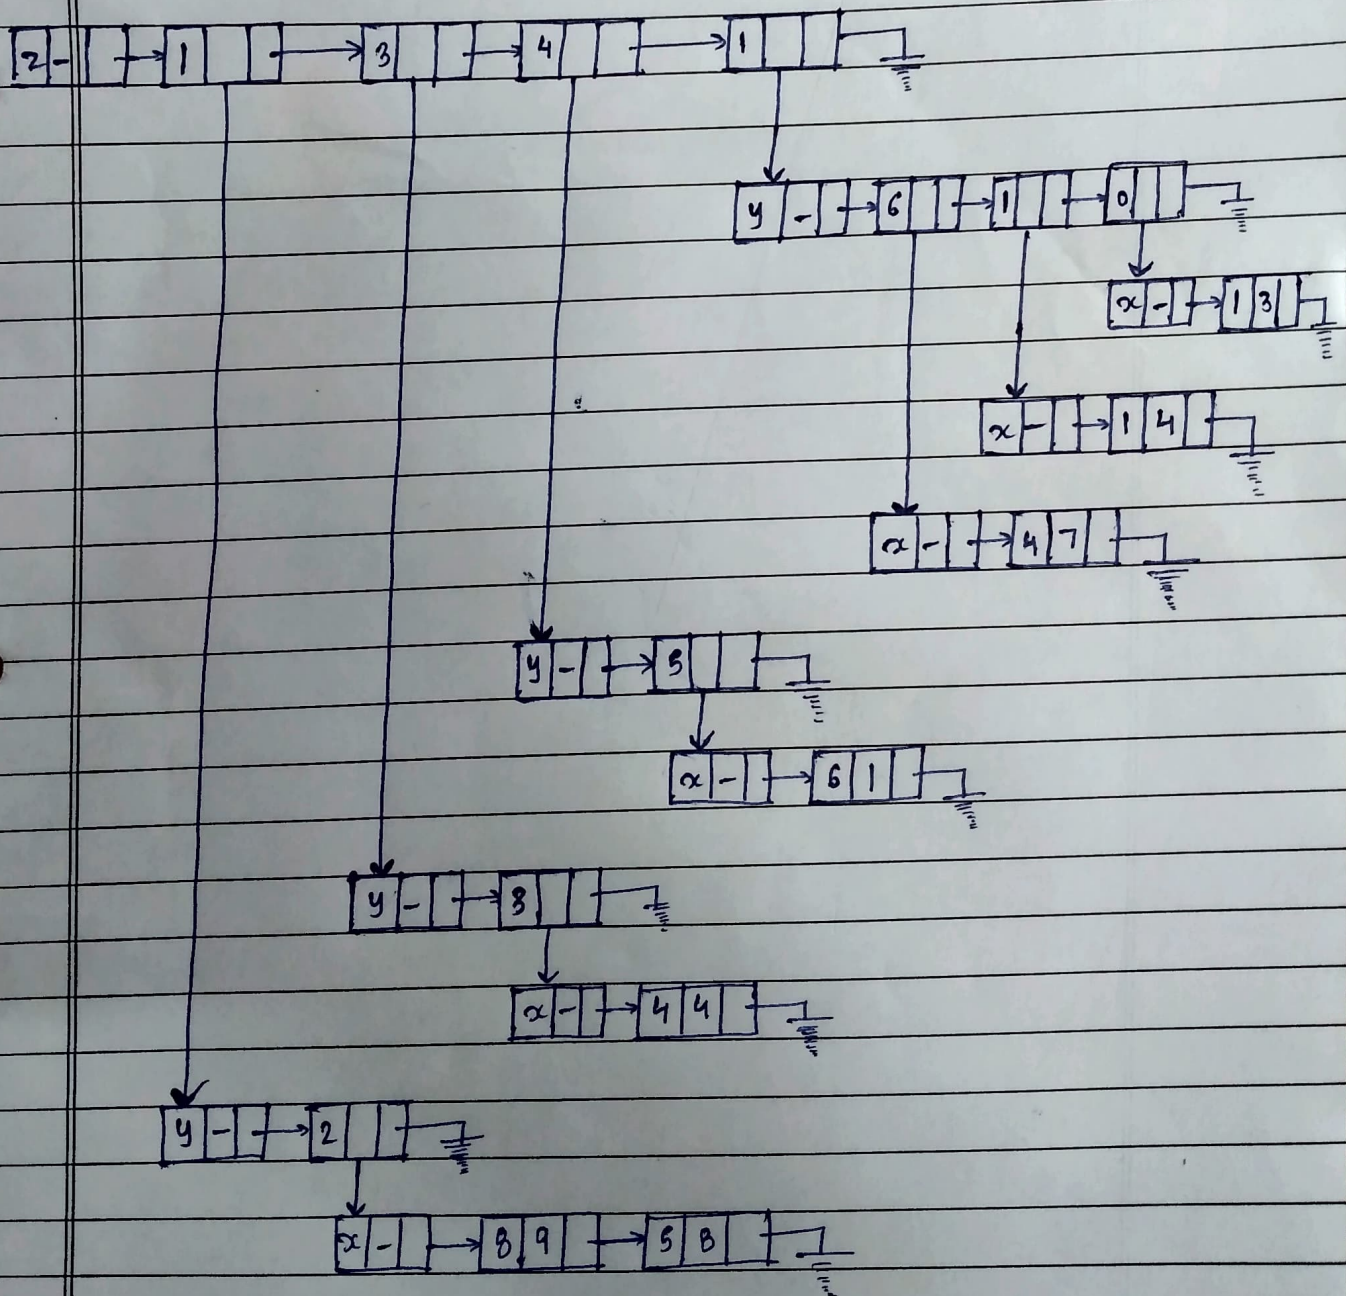 z - 1 3 4 1
y - 6 1 0
x - 1 3
x - 1 4
x - 4 7
y - 5
x - 6 1
y - 3
x - 4 4
y - 2
x - 8 9 5 8